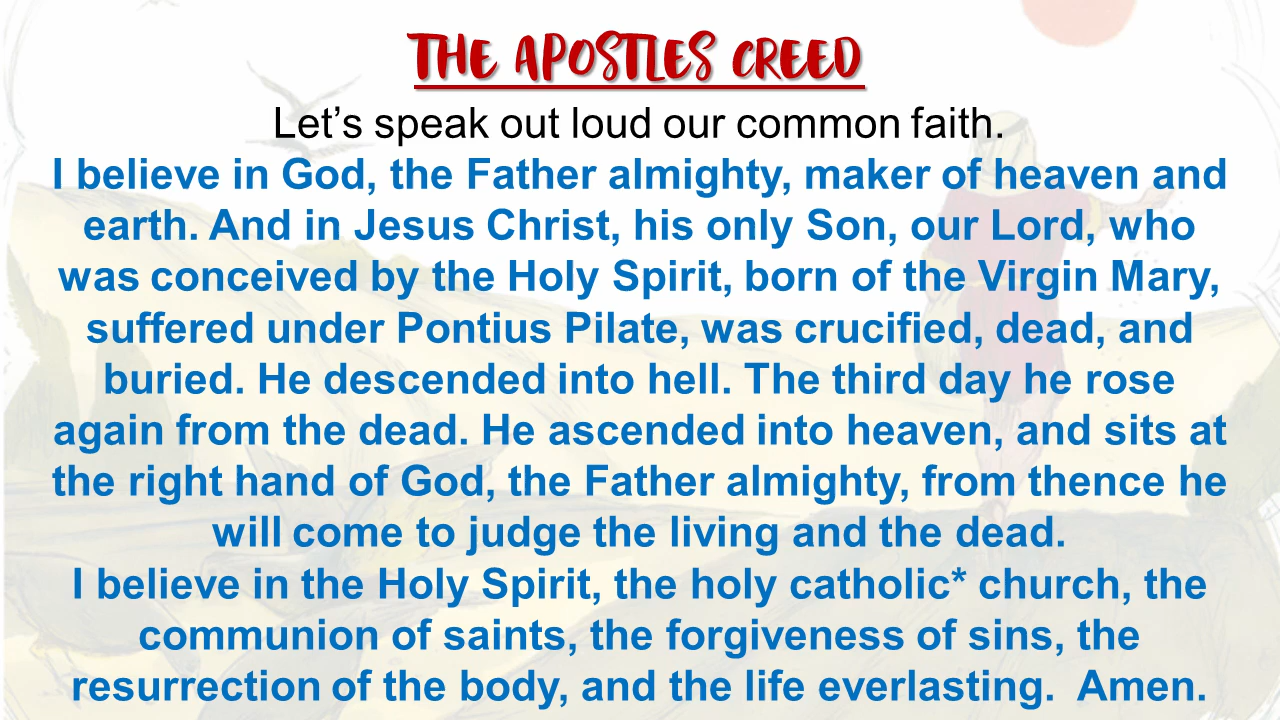 THE APOSTLES CREED
Let’s speak out loud our common faith.
I believe in God, the Father almighty, maker of heaven and
earth. And in Jesus Christ, his only Son, our Lord, who
was conceived by the Holy Spirit, born of the Virgin Mary,
suffered under Pontius Pilate, was crucified, dead, and
buried. He descended into hell. The third day he rose
again from the dead. He ascended into heaven, and sits at
the right hand of God, the Father almighty, from thence he
will come to judge the living and the dead.
I believe in the Holy Spirit, the holy catholic* church, the
communion of saints, the forgiveness of sins, the
resurrection of the body, and the life everlasting.  Amen.